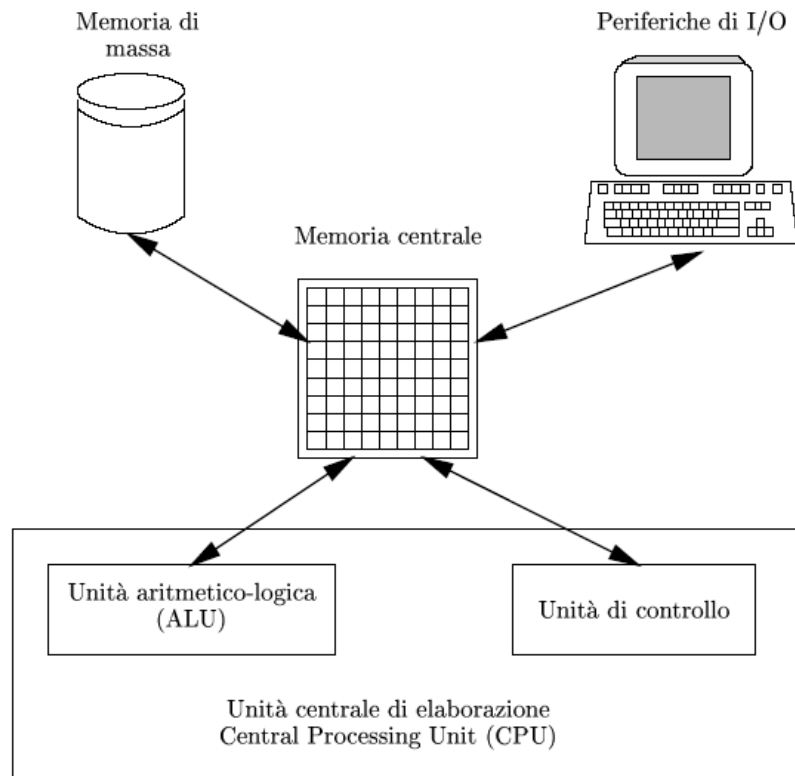 Memoria di
massa
Periferiche di I/O
Memoria centrale
Unità aritmetico-logica
(ALU)
Unità di controllo
Unità centrale di elaborazione
Central Processing Unit (CPU)